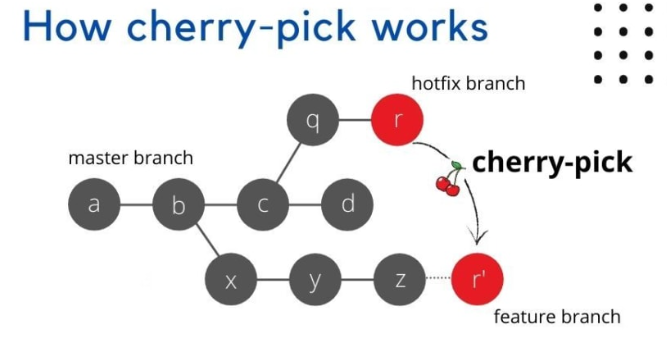 How cherry-pick works
hotfix branch
q
r
master branch
cherry-pick
a
b
c
d
x
y
z
r'
feature branch